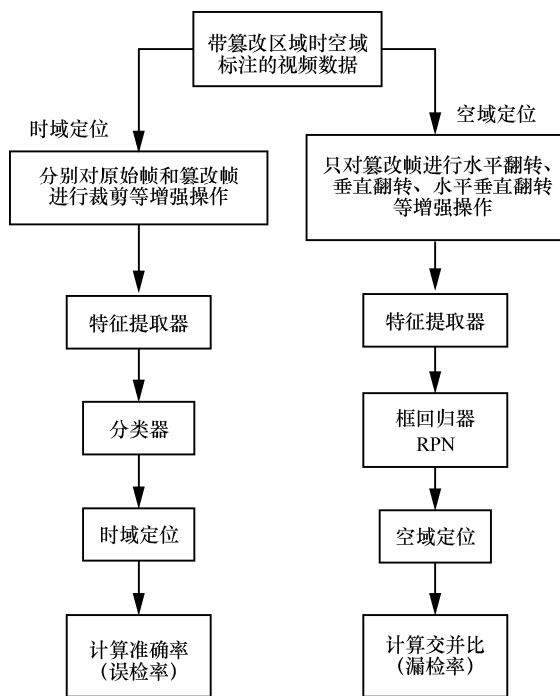 带篡改区域时空域
标注的视频数据
时域定位
空域定位
分别对原始帧和篡改帧
进行裁剪等增强操作
只对篡改帧进行水平翻转、
垂直翻转、水平垂直翻转
等增强操作
特征提取器
特征提取器
分类器
框回归器
RPN
时域定位
空域定位
计算准确率
（误检率）
计算交并比
（漏检率）